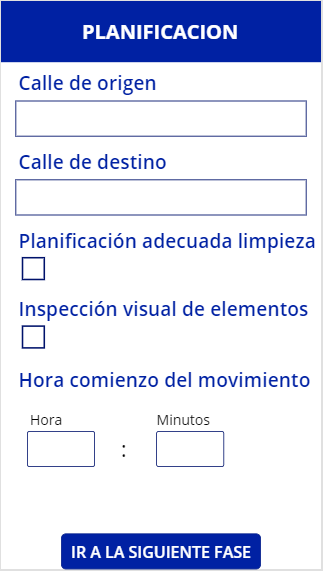 PLANIFICACION
Calle de origen
Calle de destino
Planificación adecuada limpieza
Inspección visual de elementos
Hora comienzo del movimiento
Hora Minutos
:
IR A LA SIGUIENTE FASE